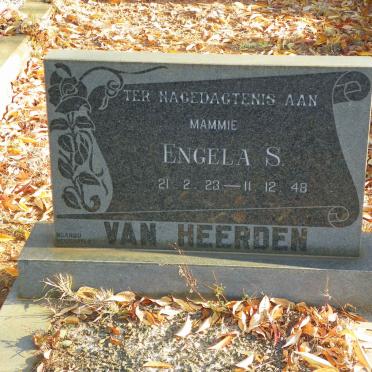 TER NAGEDAGTENIS AAN
MAMMIE
ENGELA S.
21. 2. 23.—11. 12. 48
VAN HEERDEN